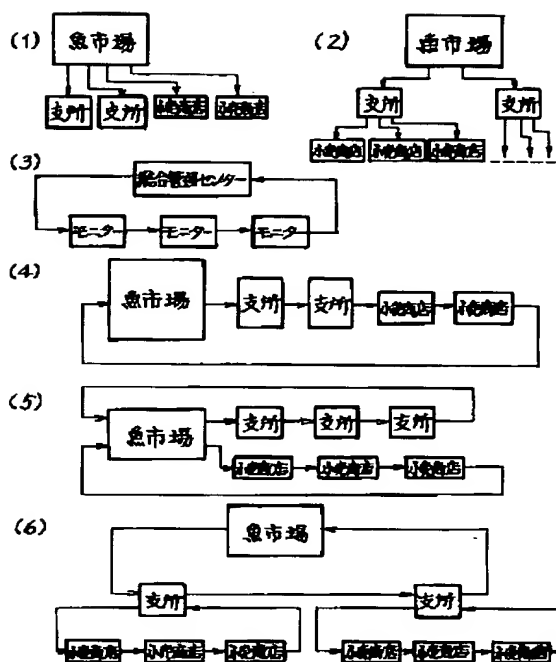 (1) 魚市場
支所 支所 小売商店 小売商店
(2) 魚市場
支所 支所
小売商店 小売商店 小売商店
(3) 総合管理センター
モニター モニター モニター
(4) 魚市場 支所 支所 小売商店 小売商店
(5) 魚市場 支所 支所 支所
小売商店 小売商店 小売商店
(6) 魚市場
支所 支所
小売商店 小売商店 小売商店 小売商店 小売商店 小売商店